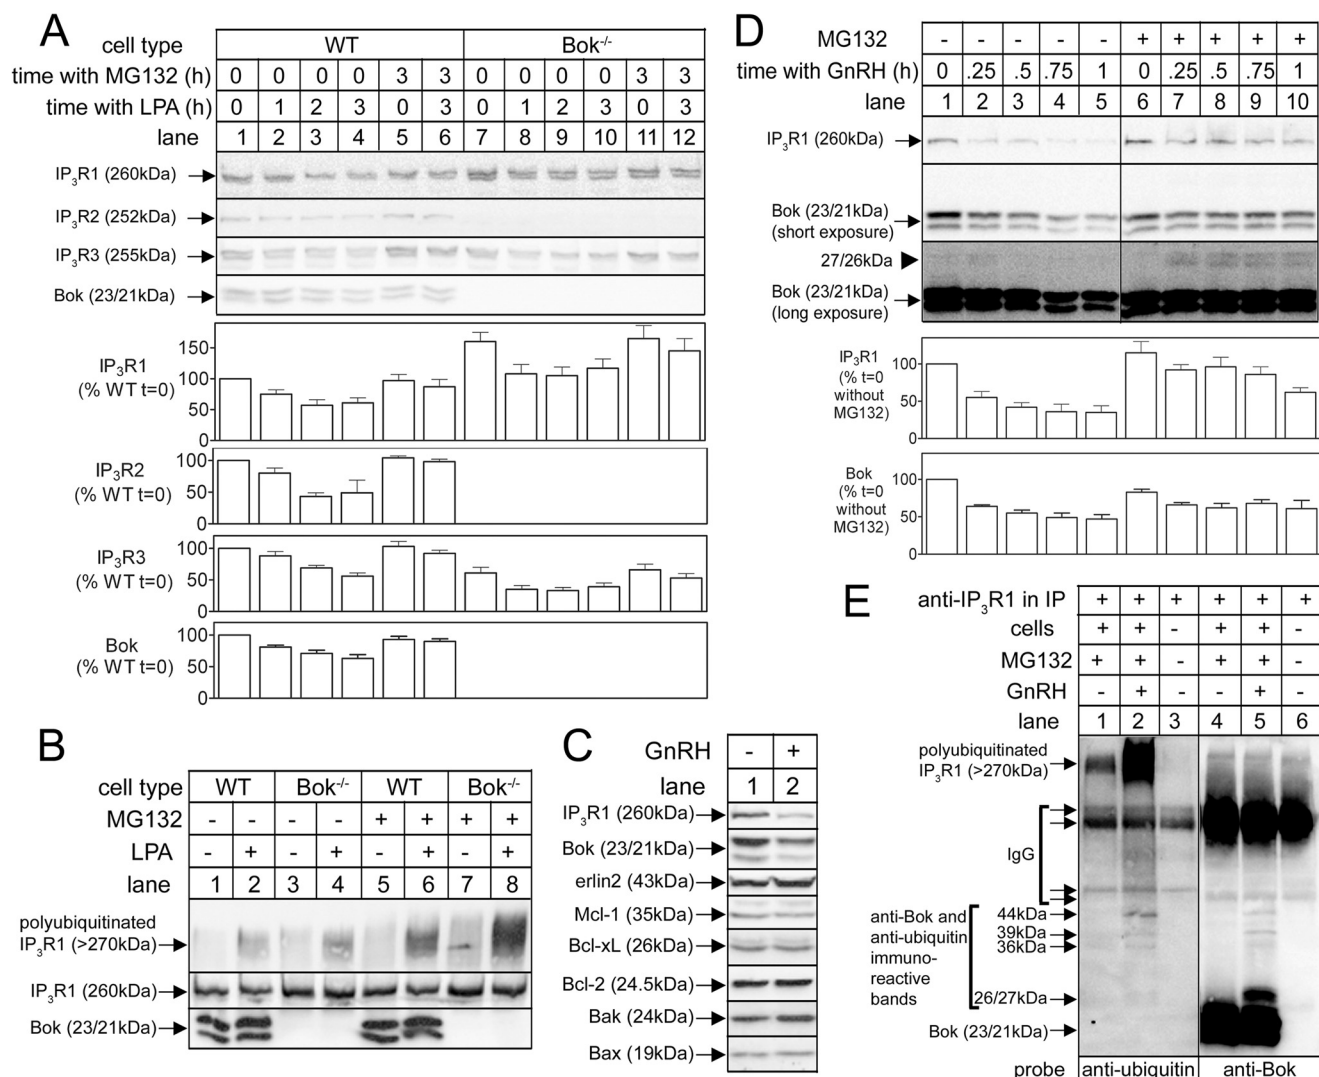 A
cell type WT Bok-/-
time with MG132 (h) 0 0 0 0 3 3 0 0 0 0 3 3
time with LPA (h) 0 1 2 3 0 3 0 1 2 3 0 3
lane 1 2 3 4 5 6 7 8 9 10 11 12
IP3R1 (260kDa)
IP3R2 (252kDa)
IP3R3 (255kDa)
Bok (23/21kDa)
IP3R1
(% WT t=0)
150
100
50
0
IP3R2
(% WT t=0)
100
50
0
IP3R3
(% WT t=0)
100
50
0
Bok
(% WT t=0)
100
50
0
B
cell type WT Bok-/- WT Bok-/-
MG132 - - - - + + + +
LPA - + - + - + - +
lane 1 2 3 4 5 6 7 8
polyubiquitinated
IP3R1 (>270kDa)
IP3R1 (260kDa)
Bok (23/21kDa)
C
GnRH - +
lane 1 2
IP3R1 (260kDa)
Bok (23/21kDa)
erlin2 (43kDa)
Mcl-1 (35kDa)
Bcl-xL (26kDa)
Bcl-2 (24.5kDa)
Bak (24kDa)
Bax (19kDa)
D
MG132 - - - - - + + + + +
time with GnRH (h) 0 .25 .5 .75 1 0 .25 .5 .75 1
lane 1 2 3 4 5 6 7 8 9 10
IP3R1 (260kDa)
Bok (23/21kDa)
(short exposure)
27/26kDa
Bok (23/21kDa)
(long exposure)
IP3R1
(% t=0
without
MG132)
100
50
0
Bok
(% t=0
without
MG132)
100
50
0
E
anti-IP3R1 in IP + + + + + +
cells + + - + + -
MG132 + + - + + -
GnRH - + - - + -
lane 1 2 3 4 5 6
polyubiquitinated
IP3R1 (>270kDa)
IgG
anti-Bok and
anti-ubiquitin
immuno-
reactive
bands
44kDa
39kDa
36kDa
26/27kDa
Bok (23/21kDa)
probe anti-ubiquitin anti-Bok